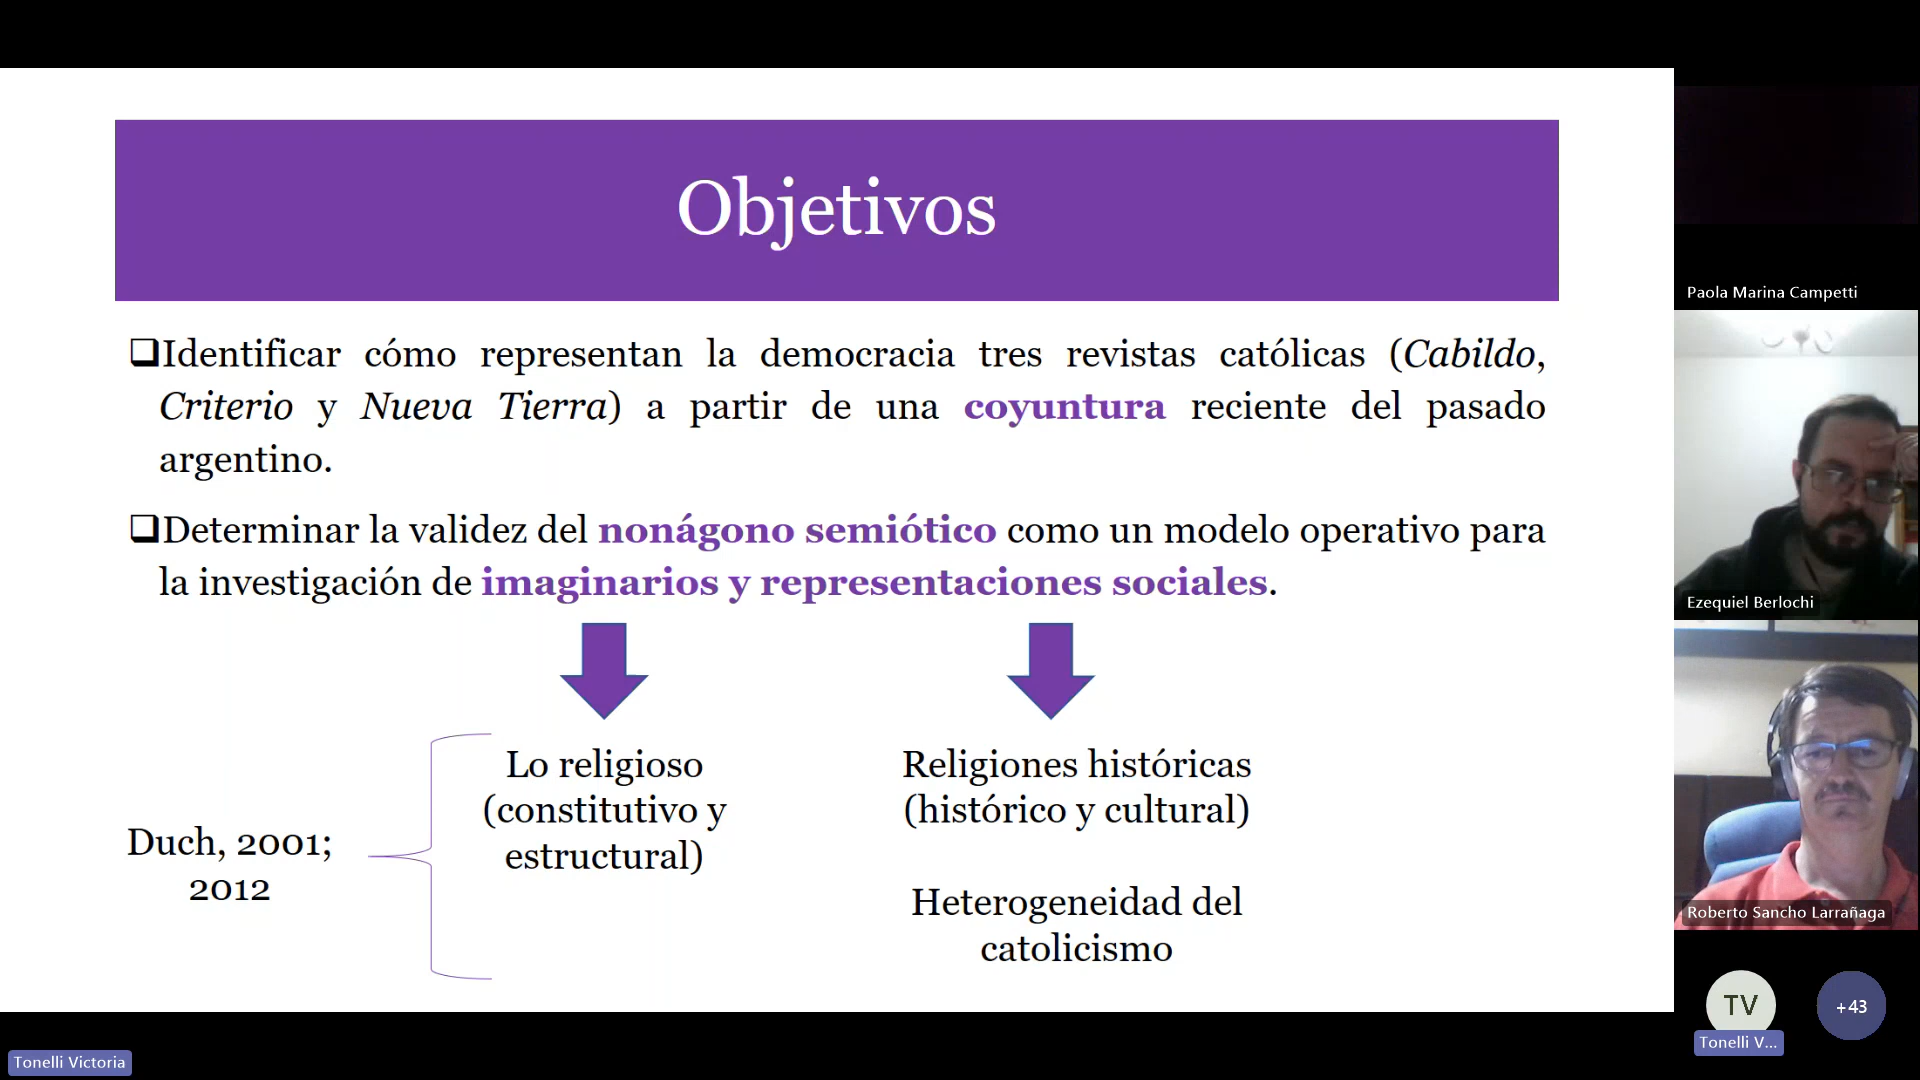 Objetivos
Identificar cómo representan la democracia tres revistas católicas (Cabildo,
Criterio y Nueva Tierra) a partir de una coyuntura reciente del pasado
argentino.
Determinar la validez del nonágono semiótico como un modelo operativo para
la investigación de imaginarios y representaciones sociales.
Lo religioso
(constitutivo y
estructural)
Religiones históricas
(histórico y cultural)
Duch, 2001;
2012
Heterogeneidad del
catolicismo
Paola Marina Campetti
Ezequiel Berlochi
Roberto Sancho Larrañaga
TV
+43
Tonelli V...
Tonelli Victoria